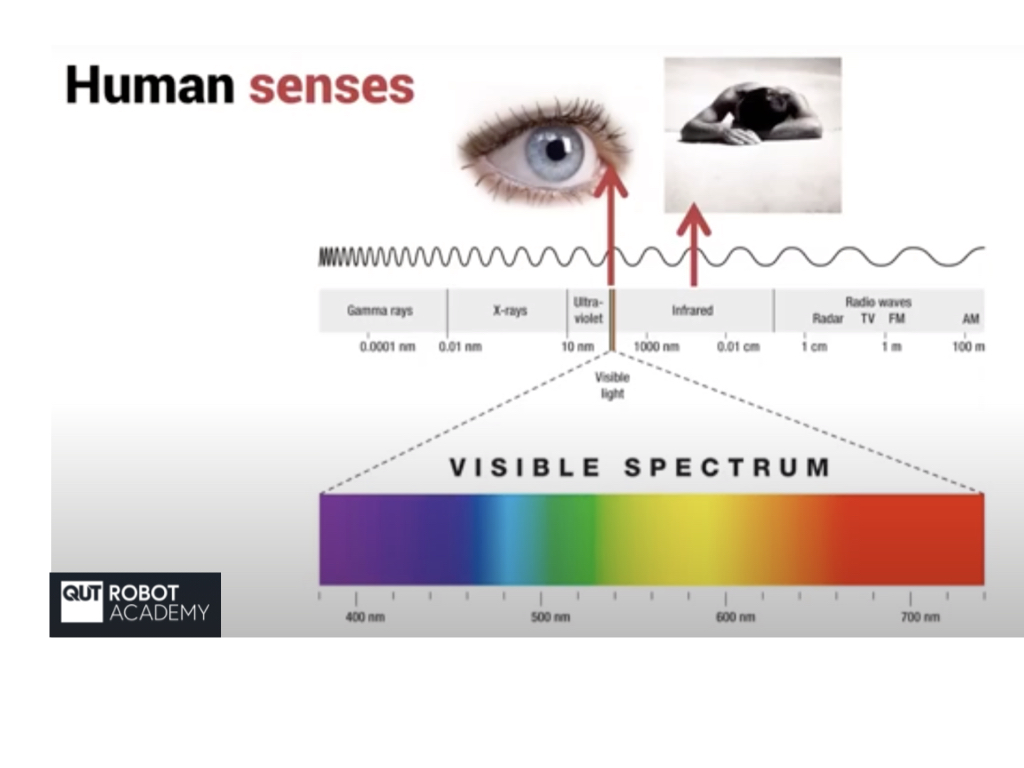 Human senses
Gamma rays
X-rays
Ultra-
violet
Infrared
Radio waves
Radar TV FM AM
0.0001 nm 0.01 nm 10 nm 1000 nm 0.01 cm 1 cm 1 m 100 m
Visible
light
VISIBLE SPECTRUM
400 nm 500 nm 600 nm 700 nm
QUT ROBOT
ACADEMY